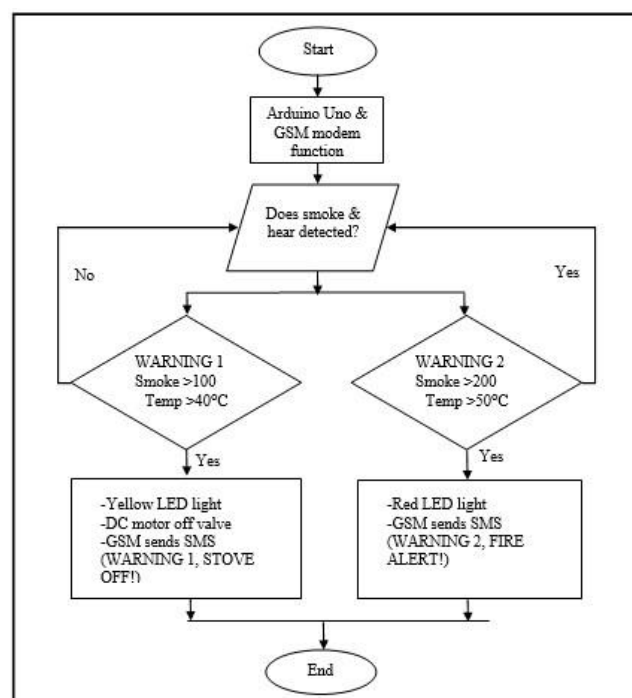 Start
Arduino Uno &
GSM modem
function
Does smoke &
hear detected?
No
Yes
WARNING 1
Smoke >100
Temp >40°C
WARNING 2
Smoke >200
Temp >50°C
Yes
Yes
-Yellow LED light
-DC motor off valve
-GSM sends SMS
(WARNING 1, STOVE
OFF!)
-Red LED light
-GSM sends SMS
(WARNING 2, FIRE
ALERT!)
End